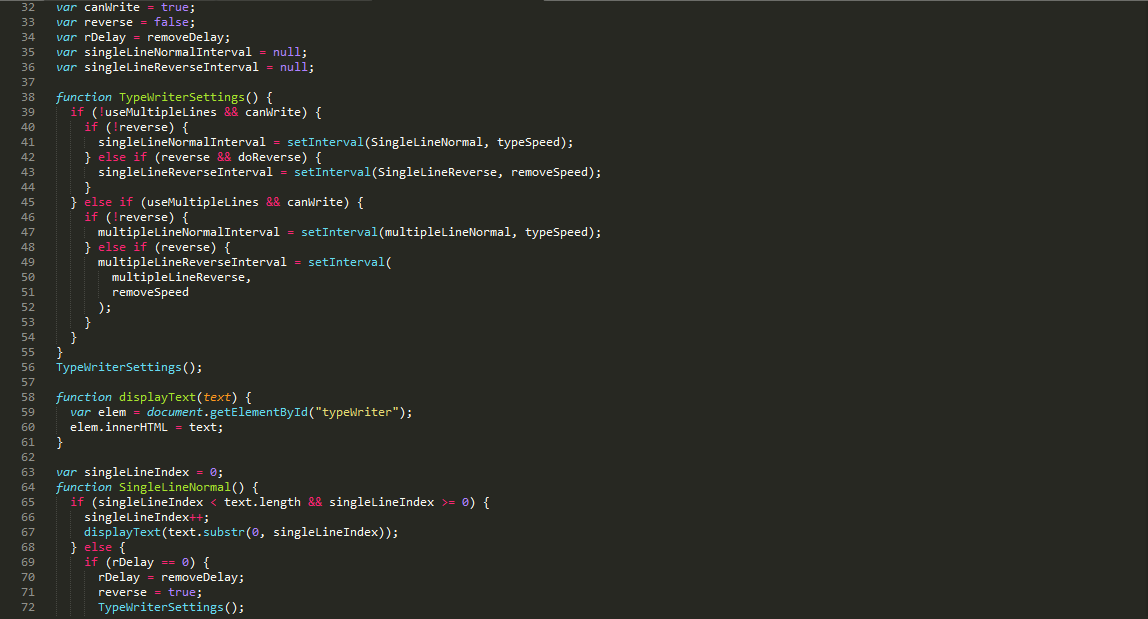 32 var canWrite = true;
33 var reverse = false;
34 var rDelay = removeDelay;
35 var singleLineNormalInterval = null;
36 var singleLineReverseInterval = null;
37
38 function TypeWriterSettings() {
39   if (!useMultipleLines && canWrite) {
40     if (!reverse) {
41       singleLineNormalInterval = setInterval(SingleLineNormal, typeSpeed);
42     } else if (reverse && doReverse) {
43       singleLineReverseInterval = setInterval(SingleLineReverse, removeSpeed);
44     }
45   } else if (useMultipleLines && canWrite) {
46     if (!reverse) {
47       multipleLineNormalInterval = setInterval(multipleLineNormal, typeSpeed);
48     } else if (reverse) {
49       multipleLineReverseInterval = setInterval(
50         multipleLineReverse,
51         removeSpeed
52       );
53     }
54   }
55 }
56 TypeWriterSettings();
57
58 function displayText(text) {
59   var elem = document.getElementById("typeWriter");
60   elem.innerHTML = text;
61 }
62
63 var singleLineIndex = 0;
64 function SingleLineNormal() {
65   if (singleLineIndex < text.length && singleLineIndex >= 0) {
66     singleLineIndex++;
67     displayText(text.substr(0, singleLineIndex));
68   } else {
69     if (rDelay == 0) {
70       rDelay = removeDelay;
71       reverse = true;
72       TypeWriterSettings();